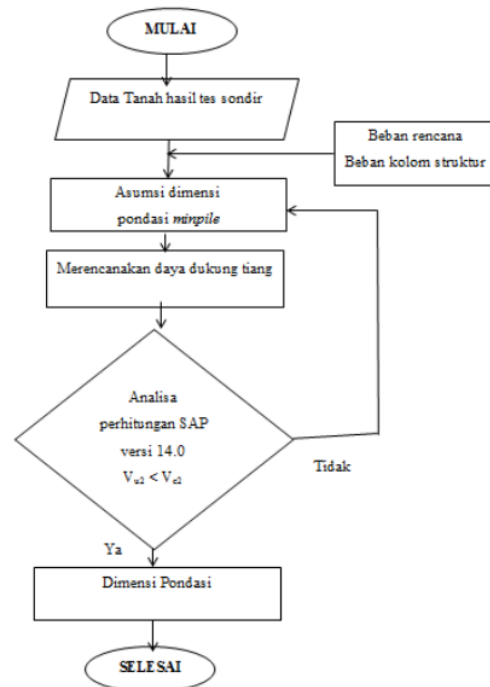 MULAI
Data Tanah hasil tes sondir
Beban rencana
Beban kolom struktur
Asumsi dimensi
pondasi minpile
Merencanakan daya dukung tiang
Analisa
perhitungan SAP
versi 14.0
Vu2 < Vc2
Tidak
Ya
Dimensi Pondasi
SELESAI